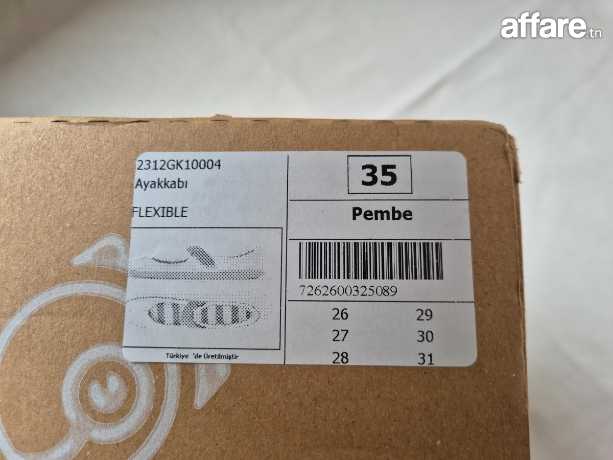 affare.tn
2312GK10004
Ayakkabı
FLEXIBLE
Türkiye 'de Üretilmiştir
35
Pembe
7262600325089
26 29
27 30
28 31